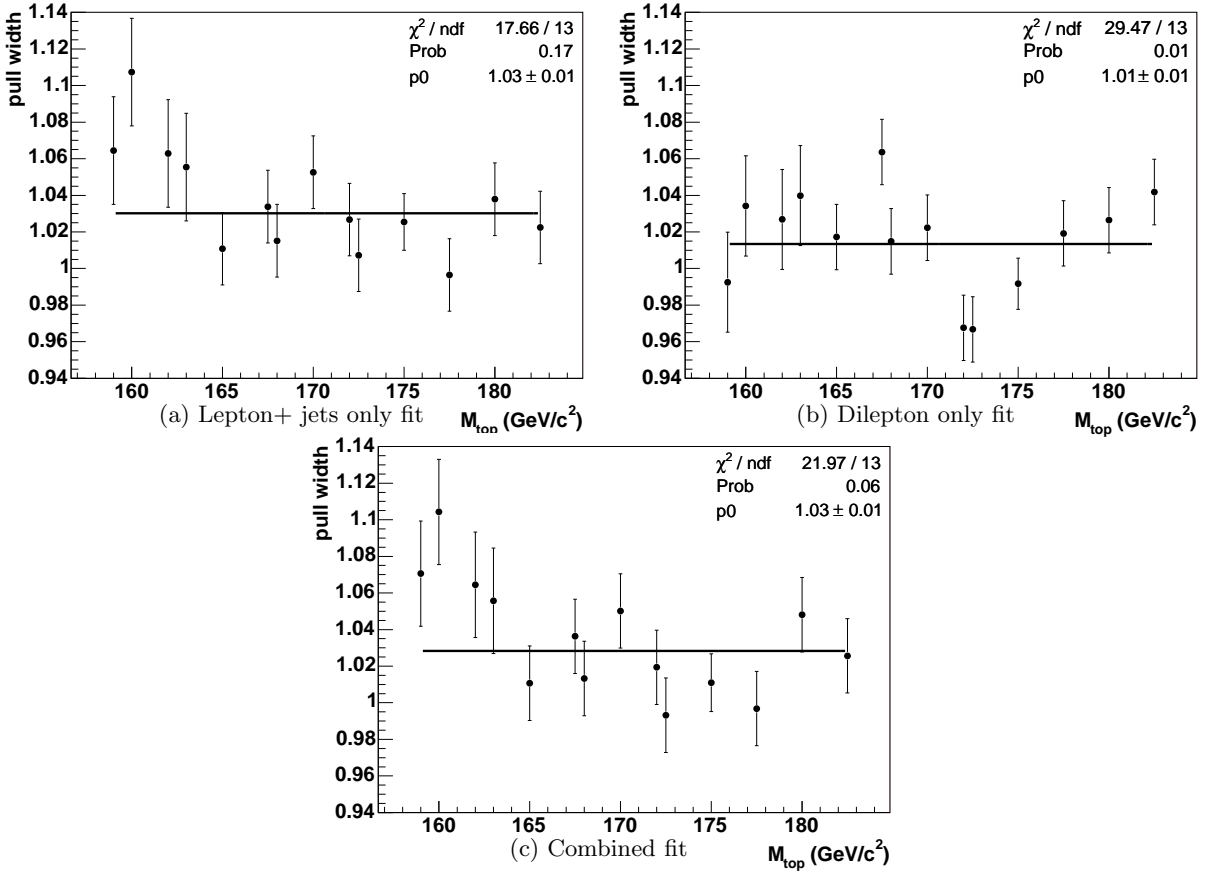 pull width
1.14
1.12
1.1
1.08
1.06
1.04
1.02
1
0.98
0.96
0.94
χ² / ndf 17.66 / 13
Prob 0.17
p0 1.03 ± 0.01
160 165 170 175 180
M_top (GeV/c²)
(a) Lepton+ jets only fit
pull width
1.14
1.12
1.1
1.08
1.06
1.04
1.02
1
0.98
0.96
0.94
χ² / ndf 29.47 / 13
Prob 0.01
p0 1.01 ± 0.01
160 165 170 175 180
M_top (GeV/c²)
(b) Dilepton only fit
pull width
1.14
1.12
1.1
1.08
1.06
1.04
1.02
1
0.98
0.96
0.94
χ² / ndf 21.97 / 13
Prob 0.06
p0 1.03 ± 0.01
160 165 170 175 180
M_top (GeV/c²)
(c) Combined fit